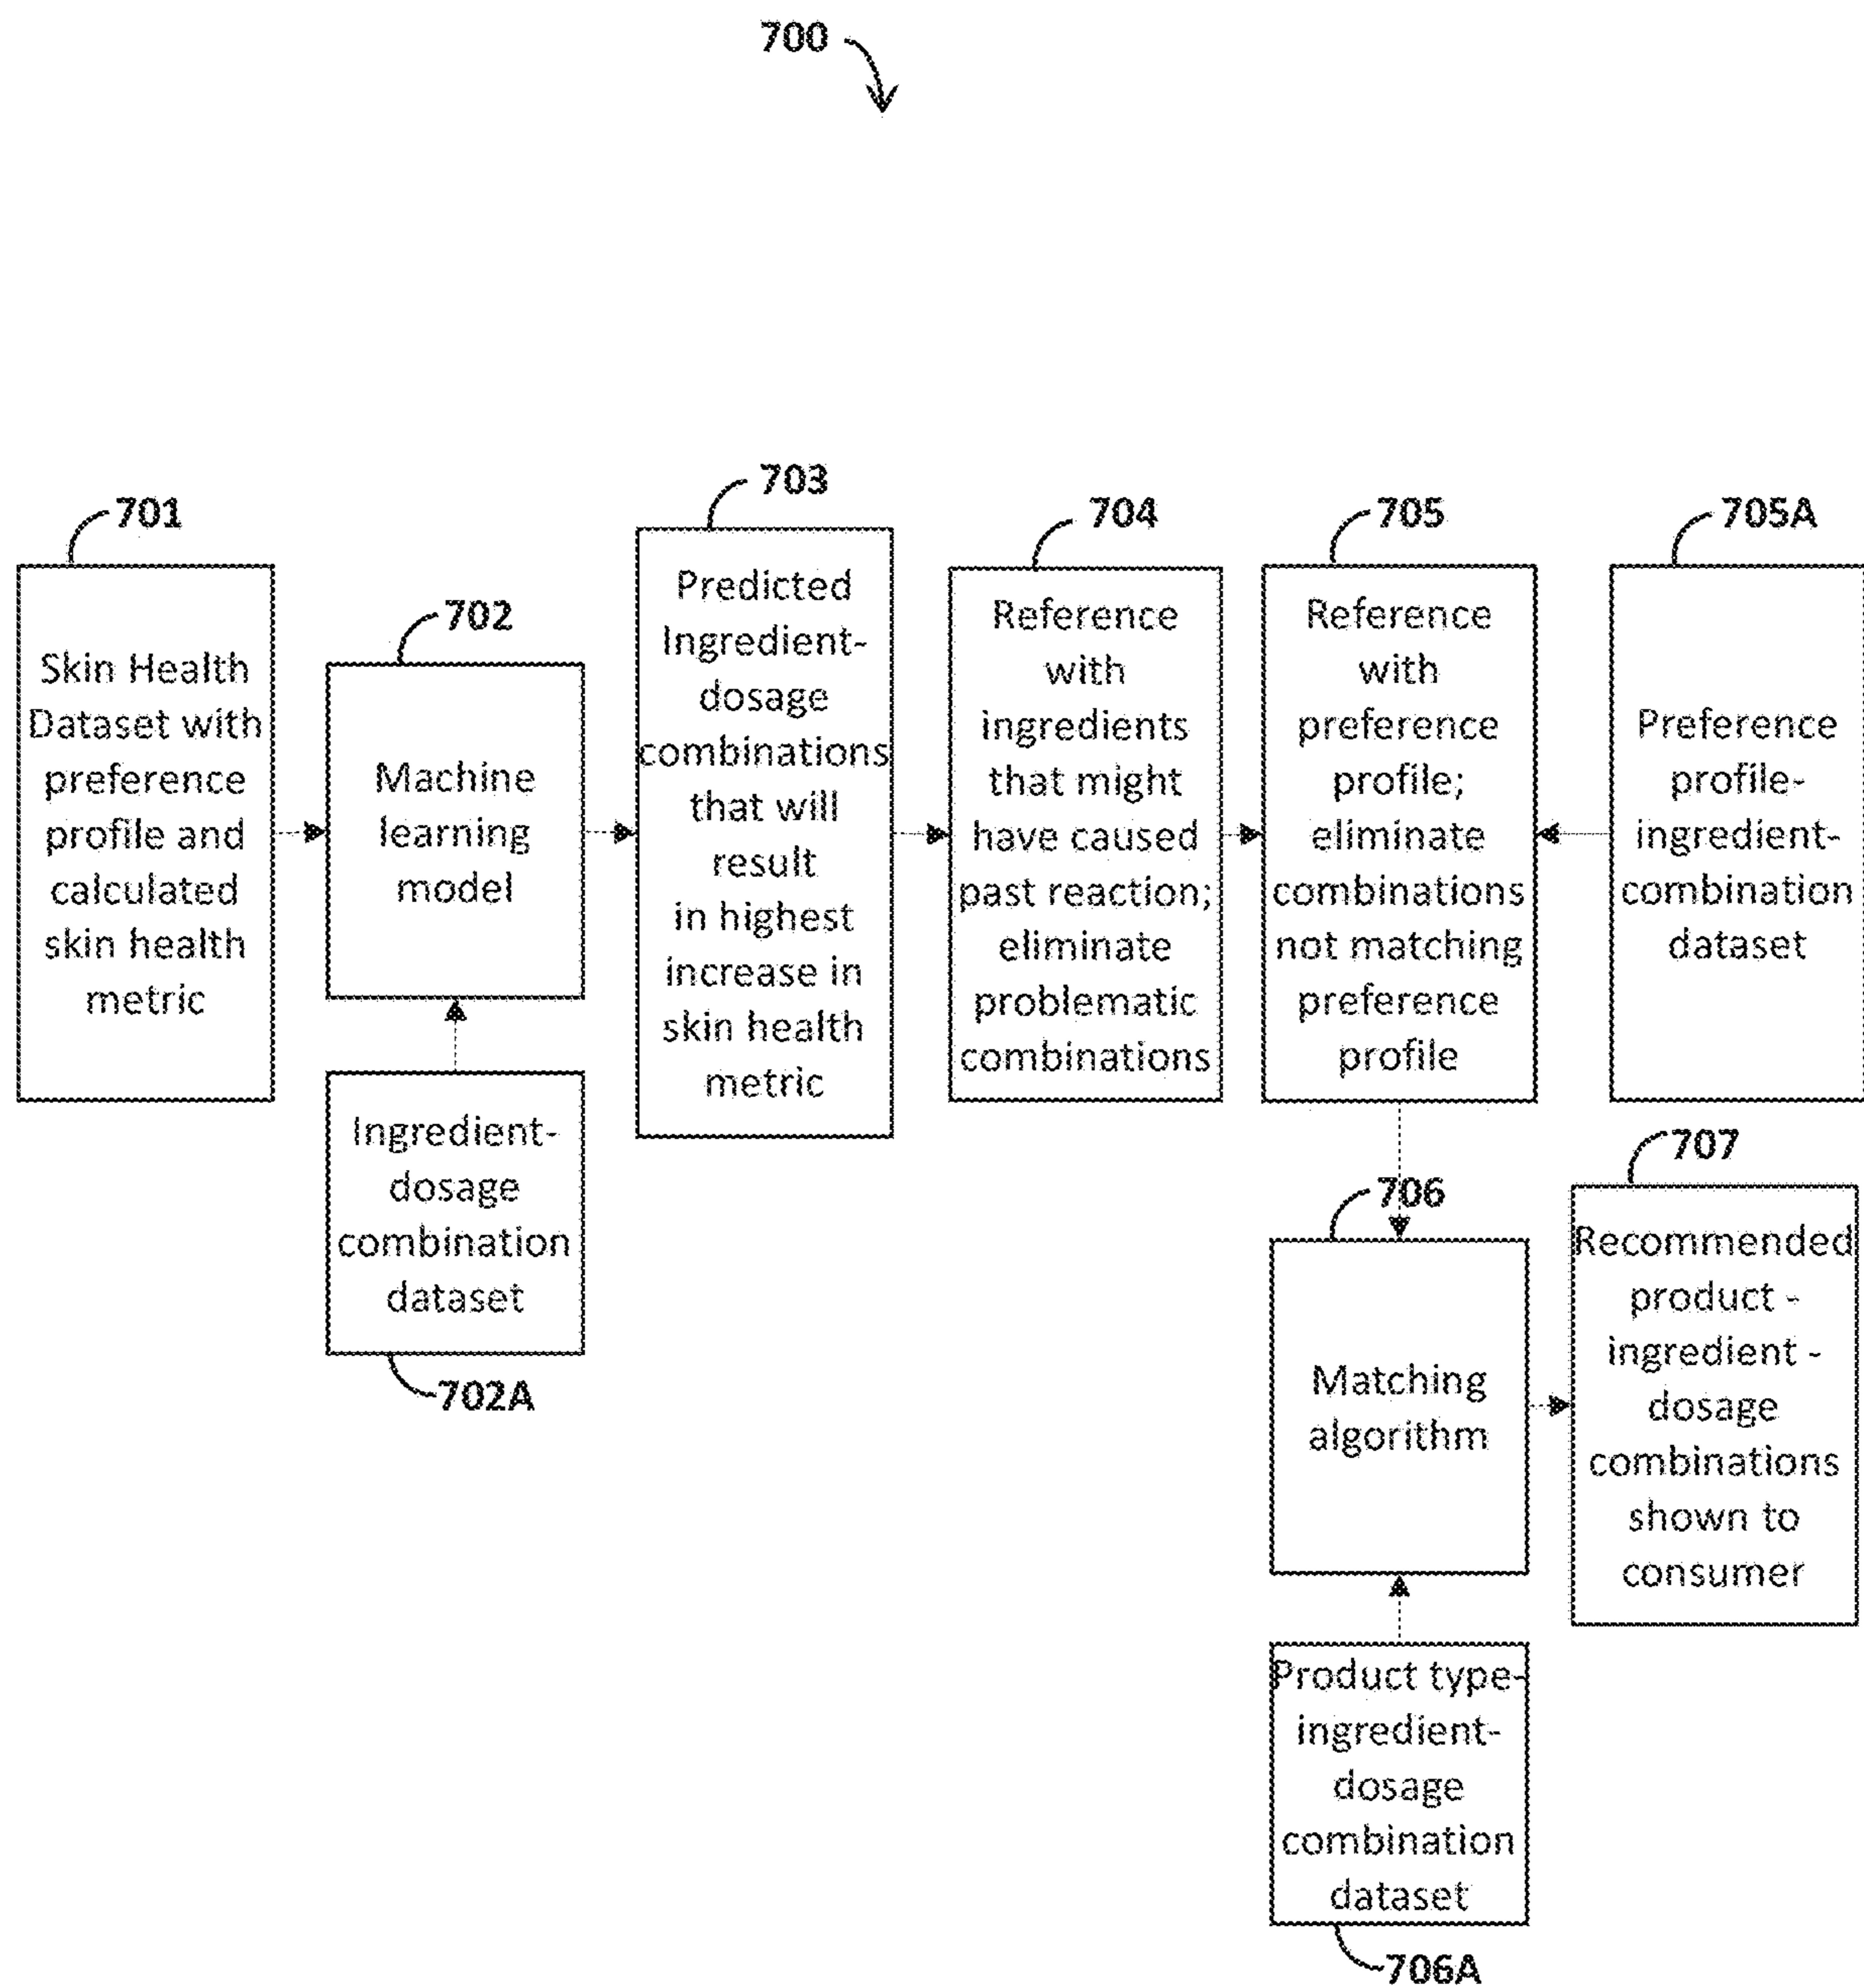 700
701
Skin Health
Dataset with
preference
profile and
calculated
skin health
metric
702
Machine
learning
model
Ingredient-
dosage
combination
dataset
702A
703
Predicted
Ingredient-
dosage
combinations
that will
result
in highest
increase in
skin health
metric
704
Reference
with
ingredients
that might
have caused
past reaction;
eliminate
problematic
combinations
705
Reference
with
preference
profile;
eliminate
combinations
not matching
preference
profile
705A
Preference
profile-
ingredient-
combination
dataset
706
Matching
algorithm
Product type-
ingredient-
dosage
combination
dataset
706A
707
Recommended
product -
ingredient -
dosage
combinations
shown to
consumer